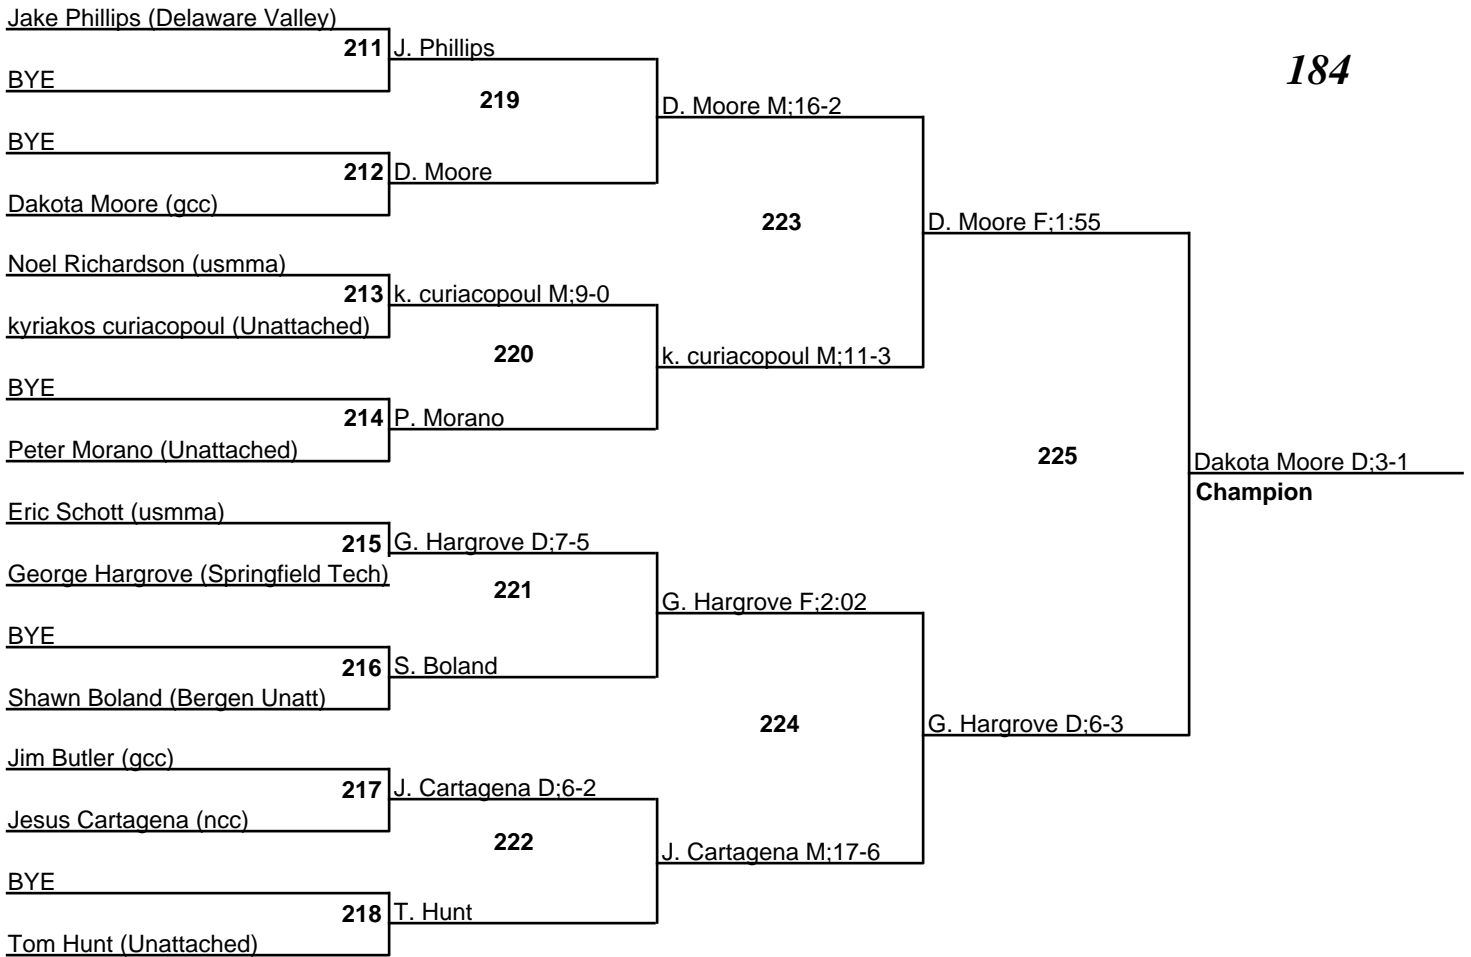 Jake Phillips (Delaware Valley)
211 J. Phillips
BYE
184
219
D. Moore M;16-2
BYE
212 D. Moore
Dakota Moore (gcc)
223
D. Moore F;1:55
Noel Richardson (usmma)
213 k. curiacopoul M;9-0
kyriakos curiacopoul (Unattached)
220
k. curiacopoul M;11-3
BYE
214 P. Morano
Peter Morano (Unattached)
225
Dakota Moore D;3-1
Champion
Eric Schott (usmma)
215 G. Hargrove D;7-5
George Hargrove (Springfield Tech)
221
G. Hargrove F;2:02
BYE
216 S. Boland
Shawn Boland (Bergen Unatt)
224
G. Hargrove D;6-3
Jim Butler (gcc)
217 J. Cartagena D;6-2
Jesus Cartagena (ncc)
222
J. Cartagena M;17-6
BYE
218 T. Hunt
Tom Hunt (Unattached)